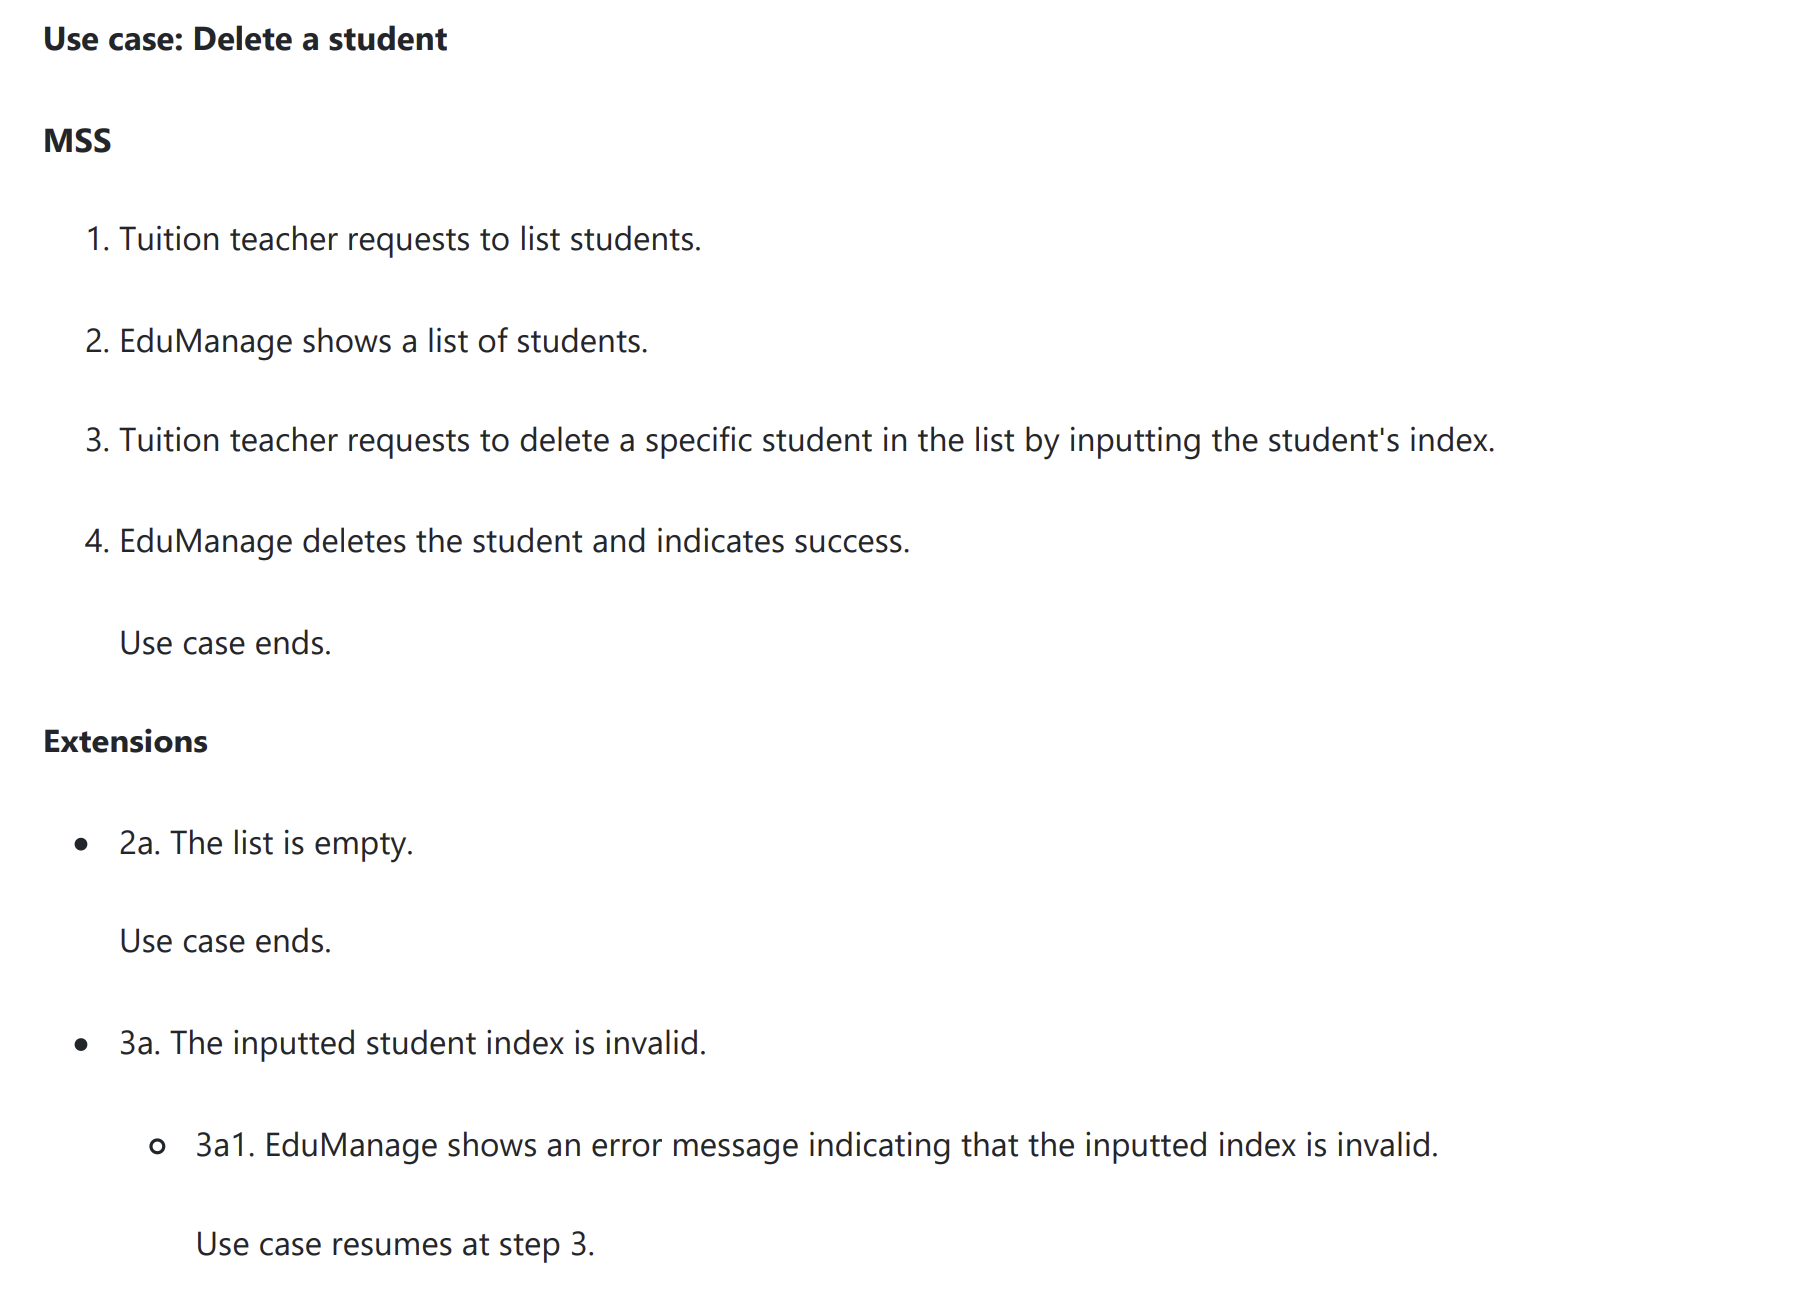 Use case: Delete a student
MSS
1. Tuition teacher requests to list students.
2. EduManage shows a list of students.
3. Tuition teacher requests to delete a specific student in the list by inputting the student's index.
4. EduManage deletes the student and indicates success.
Use case ends.
Extensions
● 2a. The list is empty.
Use case ends.
● 3a. The inputted student index is invalid.
○ 3a1. EduManage shows an error message indicating that the inputted index is invalid.
Use case resumes at step 3.